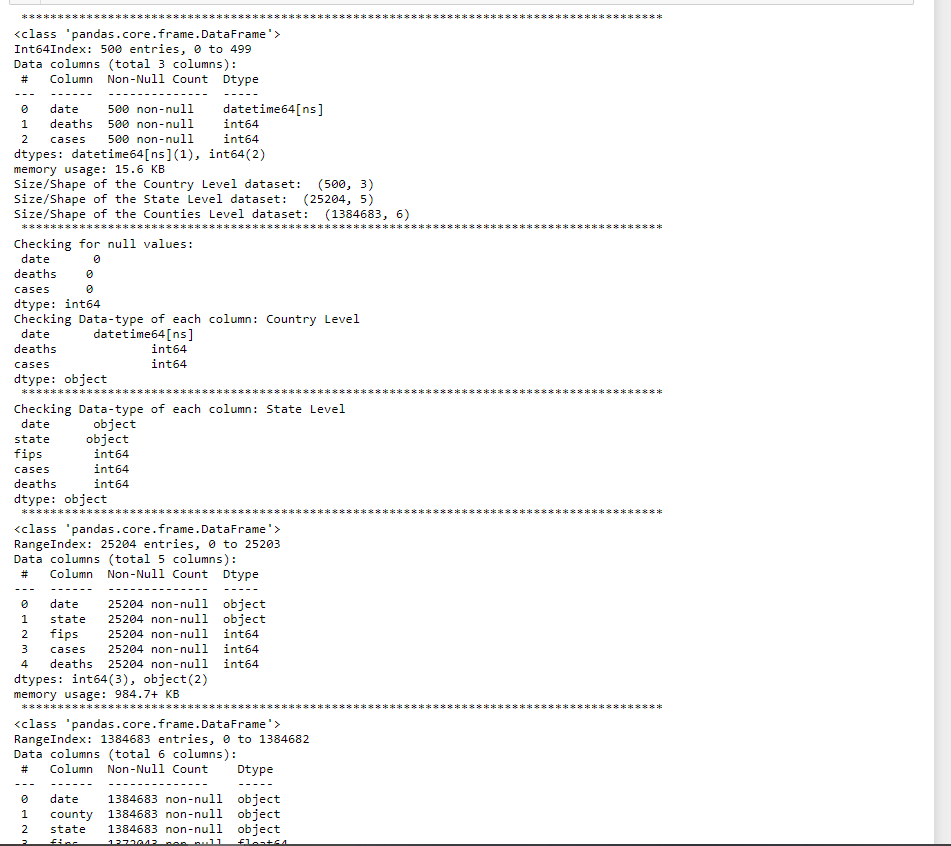 *****************************************************************************************
<class 'pandas.core.frame.DataFrame'>
Int64Index: 500 entries, 0 to 499
Data columns (total 3 columns):
 #   Column  Non-Null Count  Dtype
---  ------  --------------  -----
 0   date    500 non-null    datetime64[ns]
 1   deaths  500 non-null    int64
 2   cases   500 non-null    int64
dtypes: datetime64[ns](1), int64(2)
memory usage: 15.6 KB
Size/Shape of the Country Level dataset:  (500, 3)
Size/Shape of the State Level dataset:  (25204, 5)
Size/Shape of the Counties Level dataset:  (1384683, 6)
*****************************************************************************************
Checking for null values:
 date      0
deaths    0
cases     0
dtype: int64
Checking Data-type of each column: Country Level
 date      datetime64[ns]
deaths             int64
cases              int64
dtype: object
*****************************************************************************************
Checking Data-type of each column: State Level
 date      object
state     object
fips       int64
cases      int64
deaths     int64
dtype: object
*****************************************************************************************
<class 'pandas.core.frame.DataFrame'>
RangeIndex: 25204 entries, 0 to 25203
Data columns (total 5 columns):
 #   Column  Non-Null Count  Dtype
---  ------  --------------  -----
 0   date    25204 non-null  object
 1   state   25204 non-null  object
 2   fips    25204 non-null  int64
 3   cases   25204 non-null  int64
 4   deaths  25204 non-null  int64
dtypes: int64(3), object(2)
memory usage: 984.7+ KB
*****************************************************************************************
<class 'pandas.core.frame.DataFrame'>
RangeIndex: 1384683 entries, 0 to 1384682
Data columns (total 6 columns):
 #   Column  Non-Null Count    Dtype
---  ------  --------------    -----
 0   date    1384683 non-null  object
 1   county  1384683 non-null  object
 2   state   1384683 non-null  object
 3   fips    1372043 non-null  float64